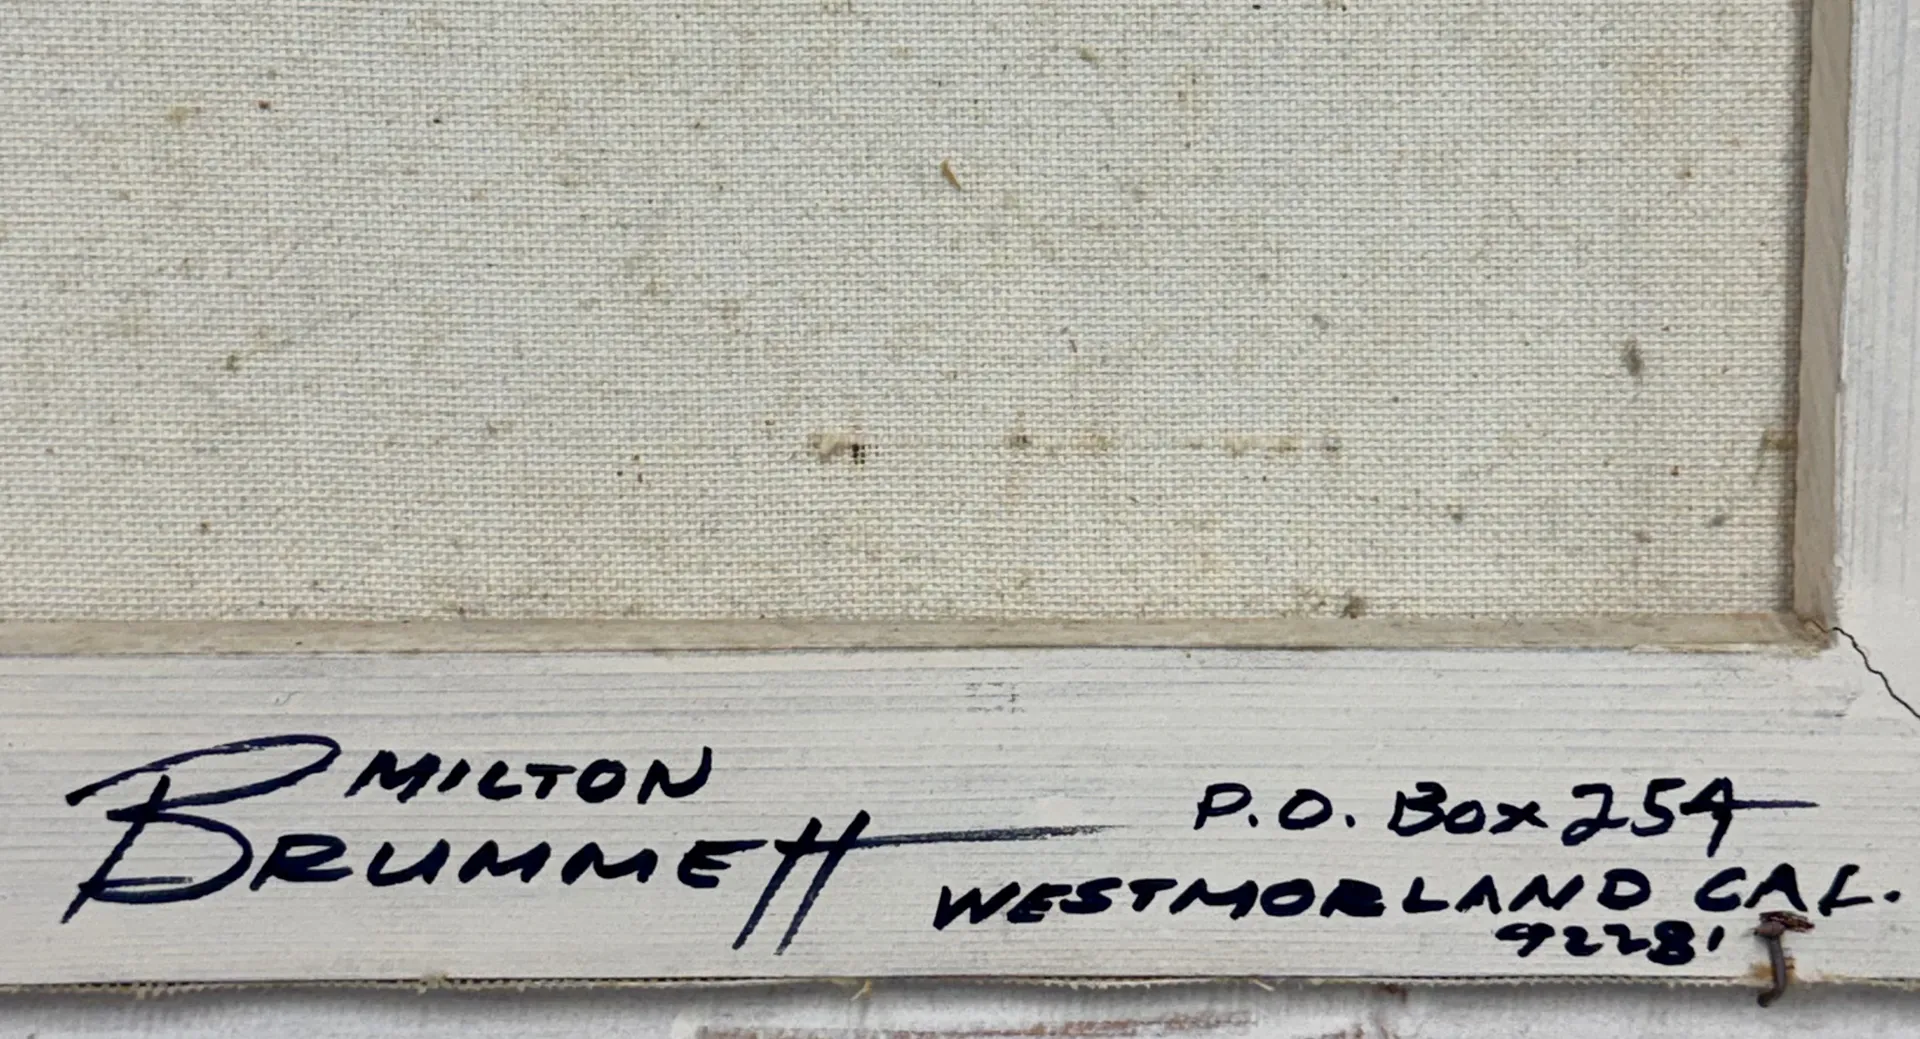 MILTON
BRUMMETT
P.O. Box 254
WESTMORLAND CAL.
92281